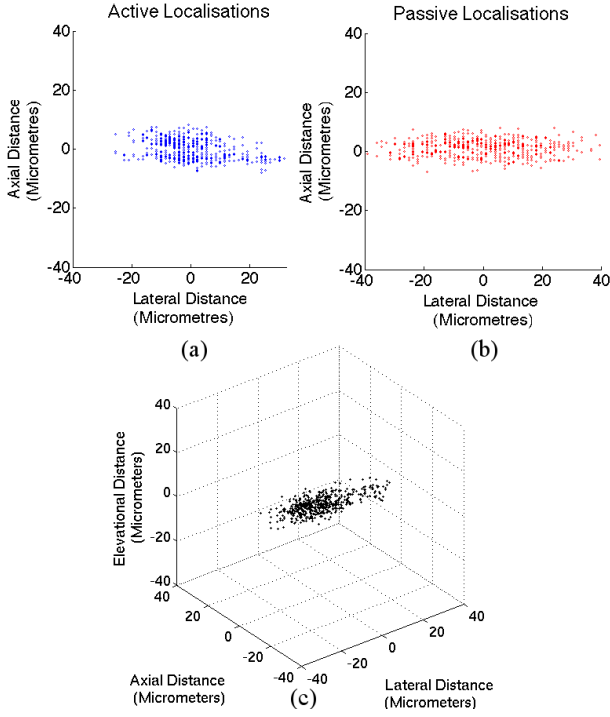 Active Localisations
Passive Localisations
40
20
0
-20
-40
Axial Distance
(Micrometres)
-40
-20
0
20
Lateral Distance
(Micrometres)
(a)
40
20
0
-20
-40
Axial Distance
(Micrometres)
-40
-20
0
20
40
Lateral Distance
(Micrometres)
(b)
40
20
0
-20
-40
Elevational Distance
(Micrometers)
40
20
0
-20
-40
Axial Distance
(Micrometers)
-40
-20
0
20
40
Lateral Distance
(Micrometers)
(c)